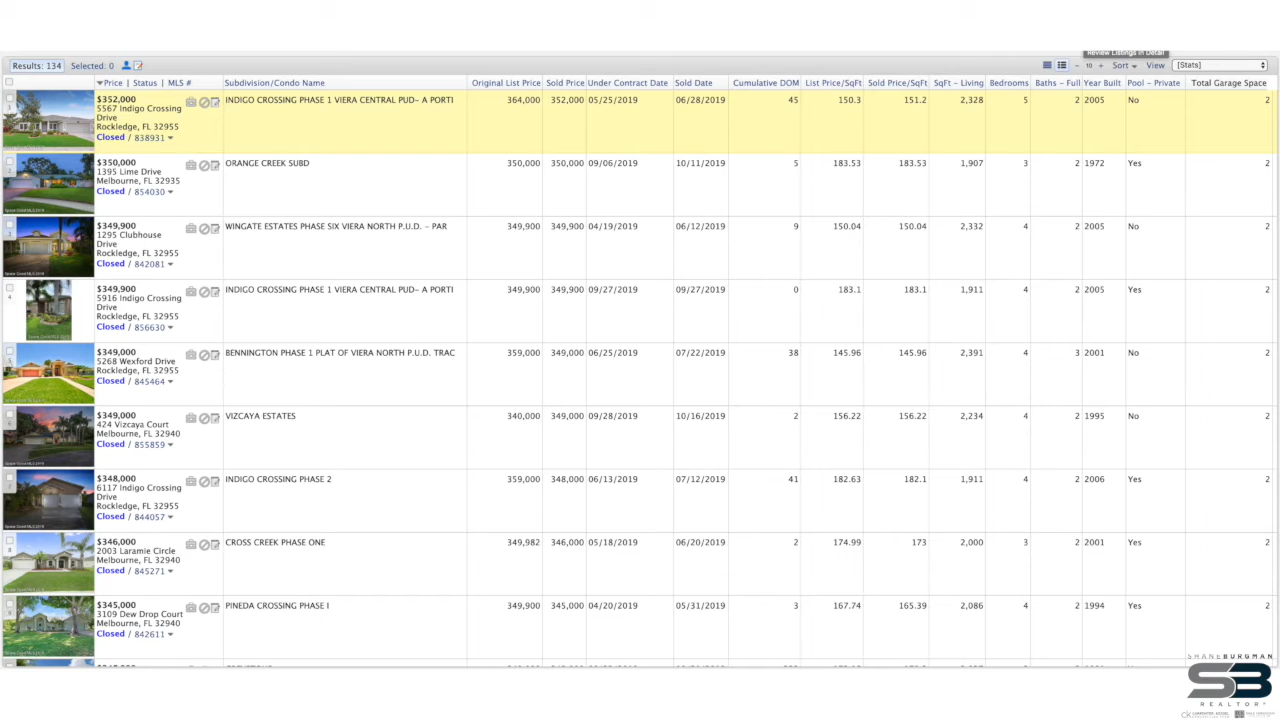 Review Listings in Detail
Results: 134 Selected: 0 - 10 + Sort View [Stats]
Price | Status | MLS # Subdivision/Condo Name Original List Price Sold Price Under Contract Date Sold Date Cumulative DOM List Price/SqFt Sold Price/SqFt SqFt - Living Bedrooms Baths - Full Year Built Pool - Private Total Garage Space
$352,000 INDIGO CROSSING PHASE 1 VIERA CENTRAL PUD- A PORTI 364,000 352,000 05/25/2019 06/28/2019 45 150.3 151.2 2,328 5 2 2005 No 2
5567 Indigo Crossing
Drive
Rockledge, FL 32955
Closed / 838931
2 $350,000 ORANGE CREEK SUBD 350,000 350,000 09/06/2019 10/11/2019 5 183.53 183.53 1,907 3 2 1972 Yes 2
1395 Lime Drive
Melbourne, FL 32935
Closed / 854030
$349,900 WINGATE ESTATES PHASE SIX VIERA NORTH P.U.D. - PAR 349,900 349,900 04/19/2019 06/12/2019 9 150.04 150.04 2,332 4 2 2005 No 2
1295 Clubhouse
Drive
Rockledge, FL 32955
Closed / 842081
4 $349,900 INDIGO CROSSING PHASE 1 VIERA CENTRAL PUD- A PORTI 349,900 349,900 09/27/2019 09/27/2019 0 183.1 183.1 1,911 4 2 2005 Yes 2
5916 Indigo Crossing
Drive
Rockledge, FL 32955
Closed / 856630
5 $349,000 BENNINGTON PHASE 1 PLAT OF VIERA NORTH P.U.D. TRAC 359,000 349,000 06/25/2019 07/22/2019 38 145.96 145.96 2,391 4 3 2001 No 2
5268 Wexford Drive
Rockledge, FL 32955
Closed / 845464
6 $349,000 VIZCAYA ESTATES 340,000 349,000 09/28/2019 10/16/2019 2 156.22 156.22 2,234 4 2 1995 No 2
424 Vizcaya Court
Melbourne, FL 32940
Closed / 855859
$348,000 INDIGO CROSSING PHASE 2 359,000 348,000 06/13/2019 07/12/2019 41 182.63 182.1 1,911 4 2 2006 Yes 2
6117 Indigo Crossing
Drive
Rockledge, FL 32955
Closed / 844057
8 $346,000 CROSS CREEK PHASE ONE 349,982 346,000 05/18/2019 06/20/2019 2 174.99 173 2,000 3 2 2001 Yes 2
2003 Laramie Circle
Melbourne, FL 32940
Closed / 845271
$345,000 PINEDA CROSSING PHASE I 349,900 345,000 04/20/2019 05/31/2019 3 167.74 165.39 2,086 4 2 1994 Yes 2
3109 Dew Drop Court
Melbourne, FL 32940
Closed / 842611
SHANEBURGMAN
SB
REALTOR